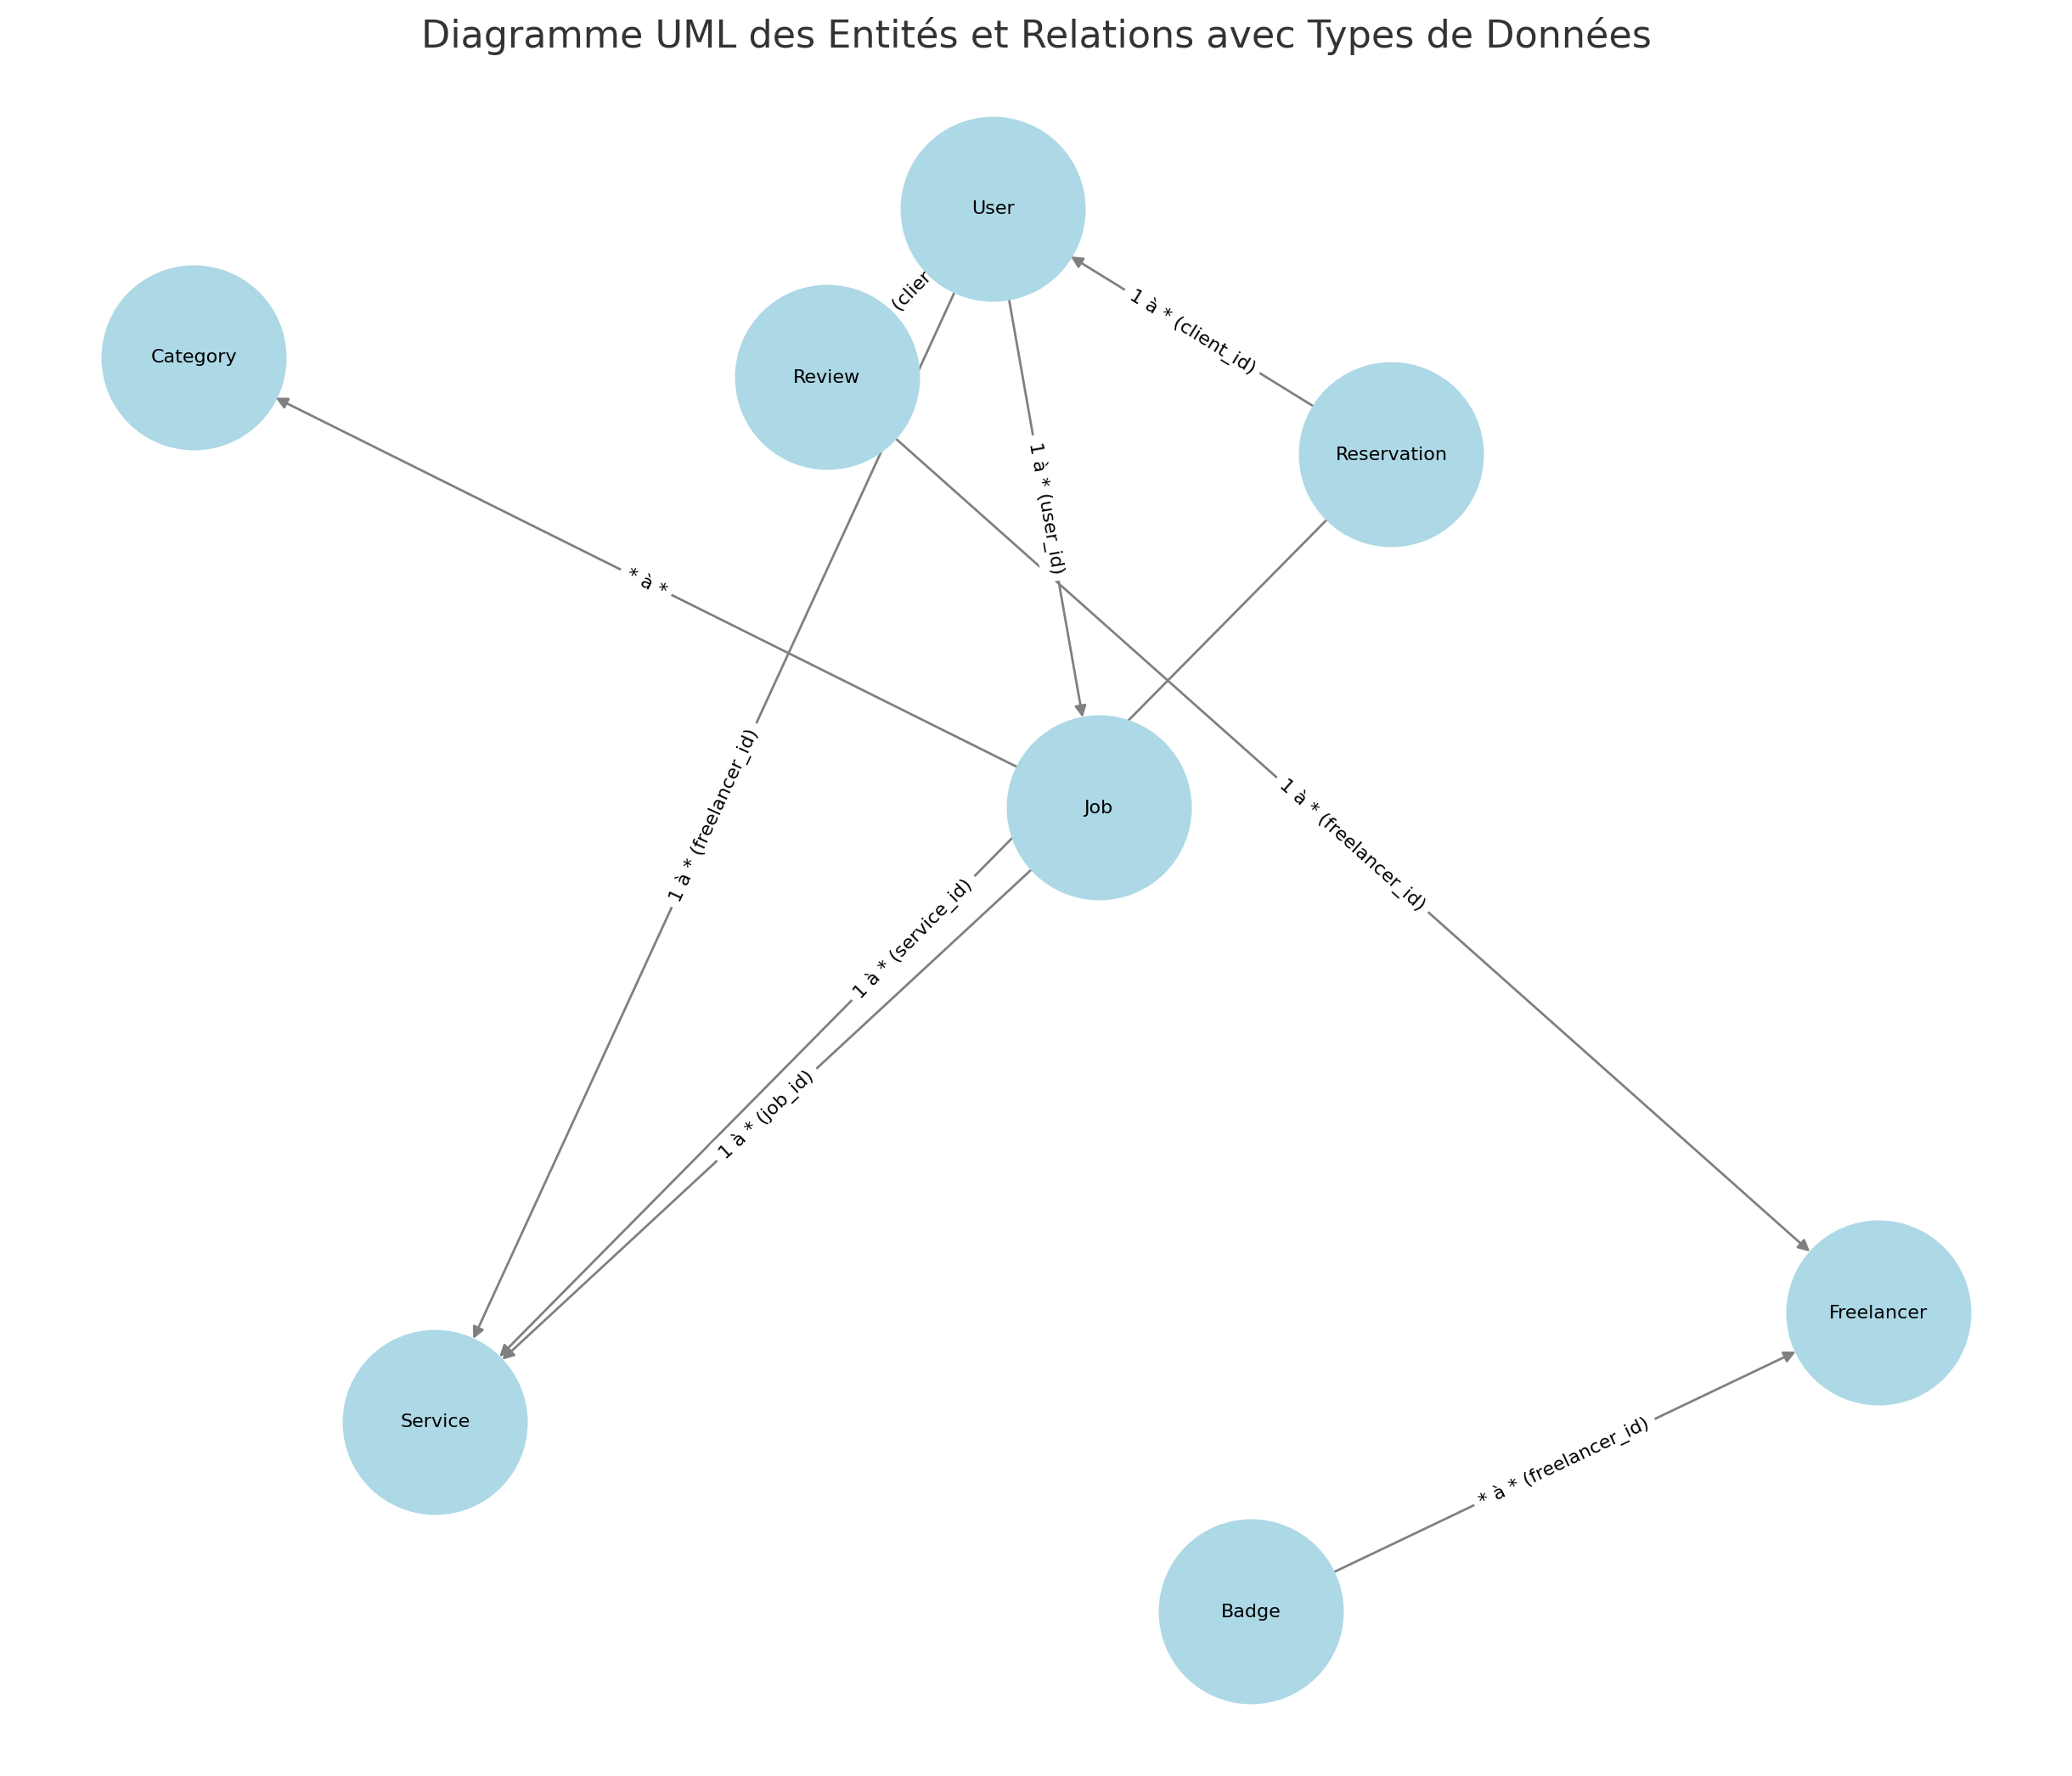 Diagramme UML des Entités et Relations avec Types de Données
User
(clier
1 à * (client_id)
Category
Review
Reservation
1 à * (user_id)
* à *
1 à * (freelancer_id)
Job
1 à * (freelancer_id)
1 à * (service_id)
1 à * (job_id)
Freelancer
Service
* à * (freelancer_id)
Badge